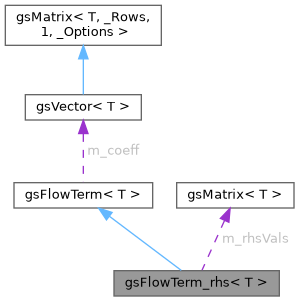 gsMatrix< T, _Rows,
1, _Options >
gsVector< T >
m_coeff
gsFlowTerm< T >
gsMatrix< T >
m_rhsVals
gsFlowTerm_rhs< T >